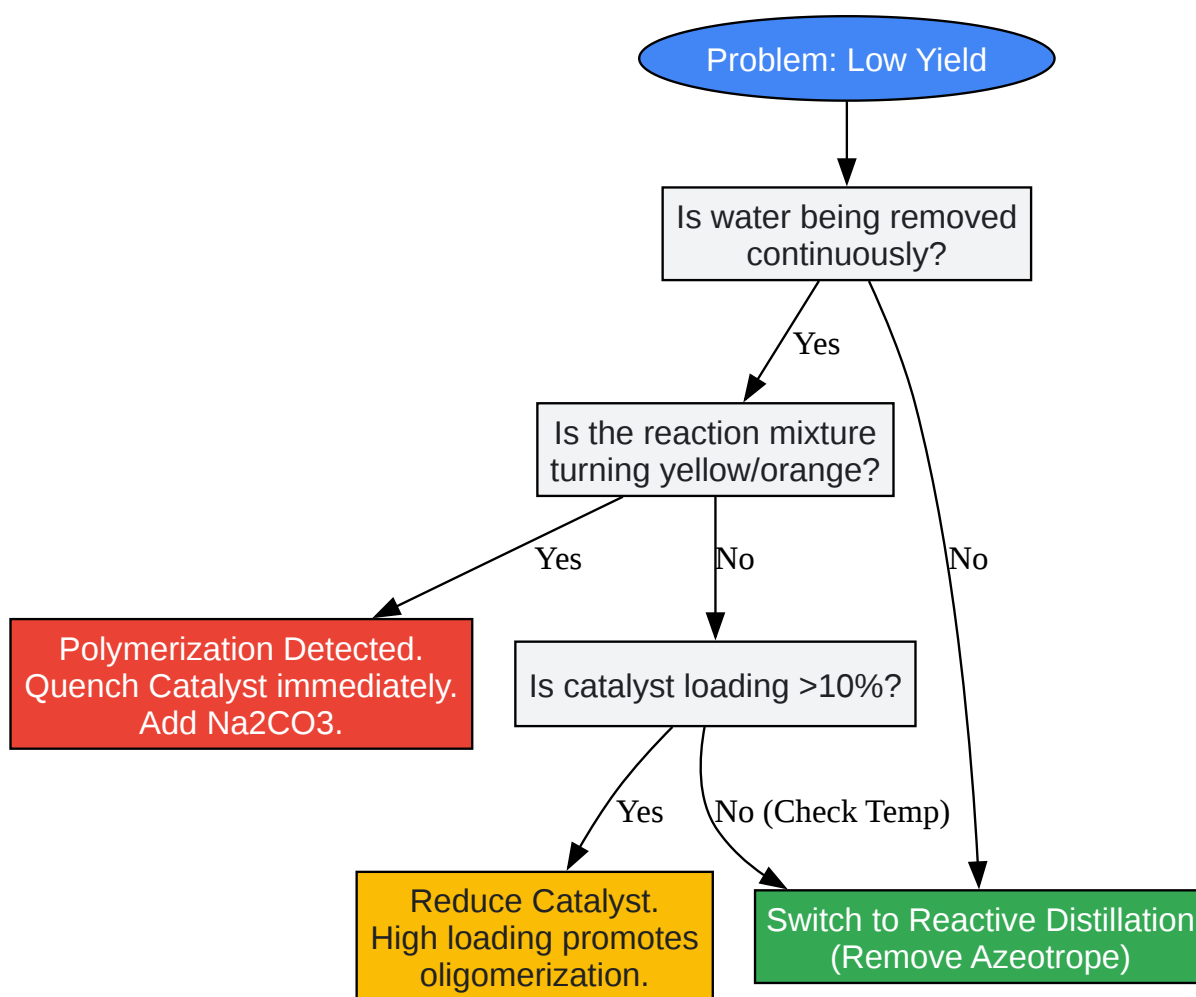 Problem: Low Yield
Is water being removed
continuously?
Yes
Is the reaction mixture
turning yellow/orange?
Yes
No
No
Polymerization Detected.
Quench Catalyst immediately.
Add Na2CO3.
Is catalyst loading >10%?
Yes
No (Check Temp)
Reduce Catalyst.
High loading promotes
oligomerization.
Switch to Reactive Distillation
(Remove Azeotrope)